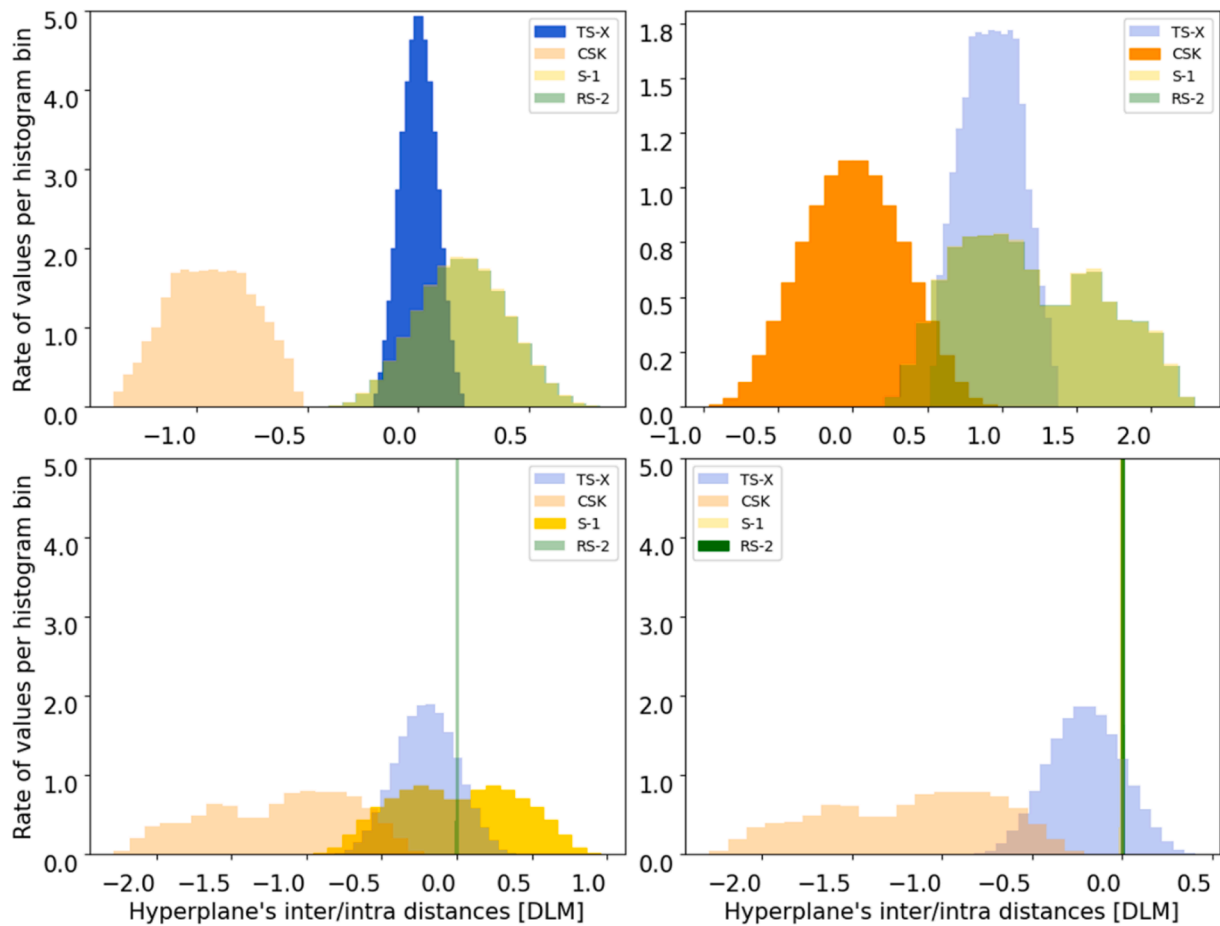 Rate of values per histogram bin
5.0
4.0
3.0
2.0
1.0
0.0
TS-X
CSK
S-1
RS-2
−1.0 −0.5 0.0 0.5
1.8
1.5
1.2
1.0
0.8
0.5
0.2
0.0
TS-X
CSK
S-1
RS-2
−1.0 −0.5 0.0 0.5 1.0 1.5 2.0
Rate of values per histogram bin
5.0
4.0
3.0
2.0
1.0
0.0
TS-X
CSK
S-1
RS-2
−2.0 −1.5 −1.0 −0.5 0.0 0.5 1.0
Hyperplane's inter/intra distances [DLM]
5.0
4.0
3.0
2.0
1.0
0.0
TS-X
CSK
S-1
RS-2
−2.0 −1.5 −1.0 −0.5 0.0 0.5
Hyperplane's inter/intra distances [DLM]